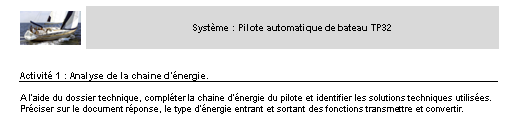 Système : Pilote automatique de bateau TP32
Activité 1 : Analyse de la chaine d'énergie.
A l'aide du dossier technique, compléter la chaine d'énergie du pilote et identifier les solutions techniques utilisées.
Préciser sur le document réponse, le type d'énergie entrant et sortant des fonctions transmettre et convertir.